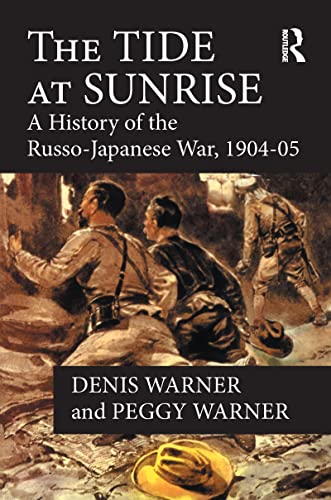 THE TIDE
AT SUNRISE
ROUTLEDGE
A History of the
Russo-Japanese War, 1904-05
DENIS WARNER
and PEGGY WARNER